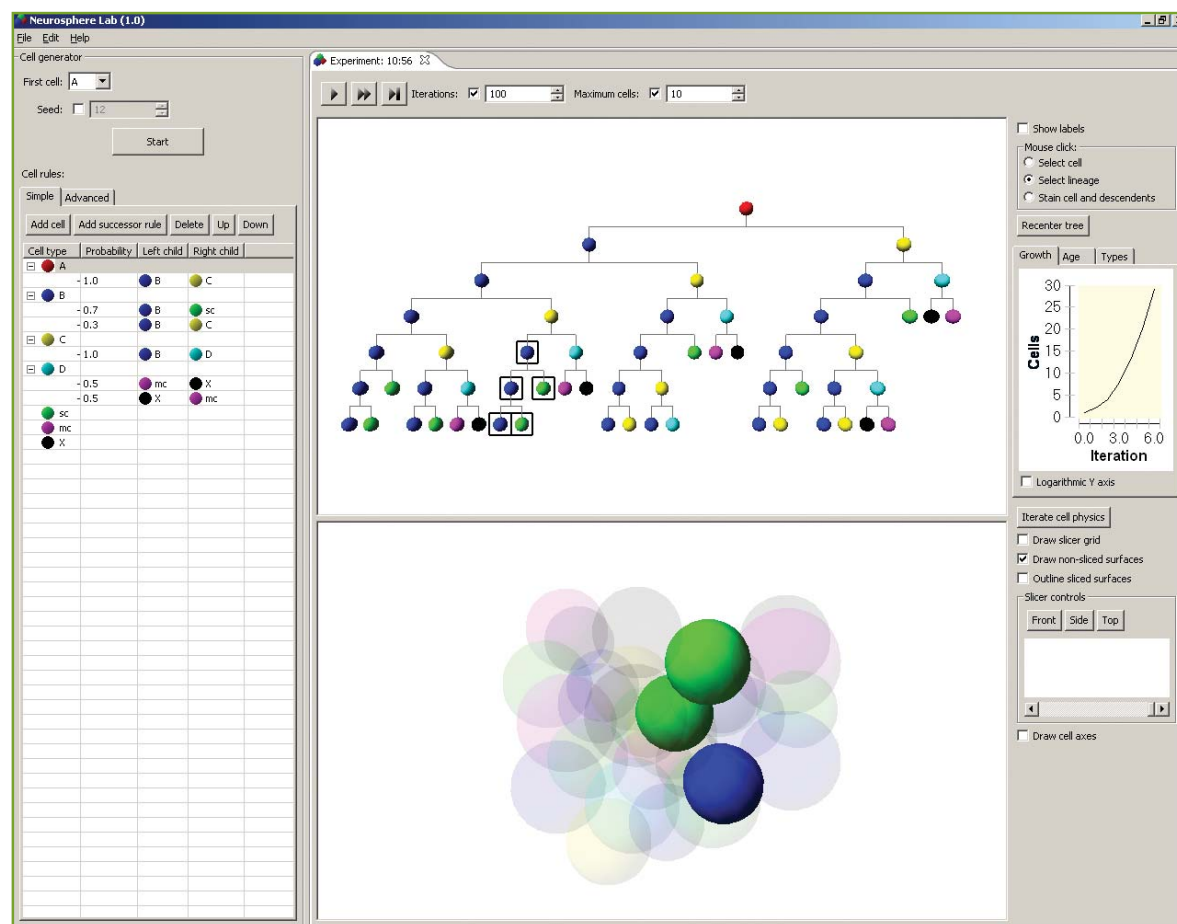 Neurosphere Lab (1.0)
File Edit Help
Cell generator
First cell: A
Seed: 12
Start
Cell rules:
Simple Advanced
Add cell Add successor rule Delete Up Down
Cell type Probability Left child Right child
A
1.0 B C
B
0.7 B sc
0.3 B C
C
1.0 B D
D
0.5 mc X
0.5 X mc
sc
mc
X
Experiment: 10:56
Iterations: 100 Maximum cells: 10
Show labels
Mouse click:
Select cell
Select lineage
Stain cell and descendents
Recenter tree
Growth Age Types
30
25
20
15
10
5
0
Cells
0.0 3.0 6.0
Iteration
Logarithmic Y axis
Iterate cell physics
Draw slicer grid
Draw non-sliced surfaces
Outline sliced surfaces
Slicer controls
Front Side Top
Draw cell axes